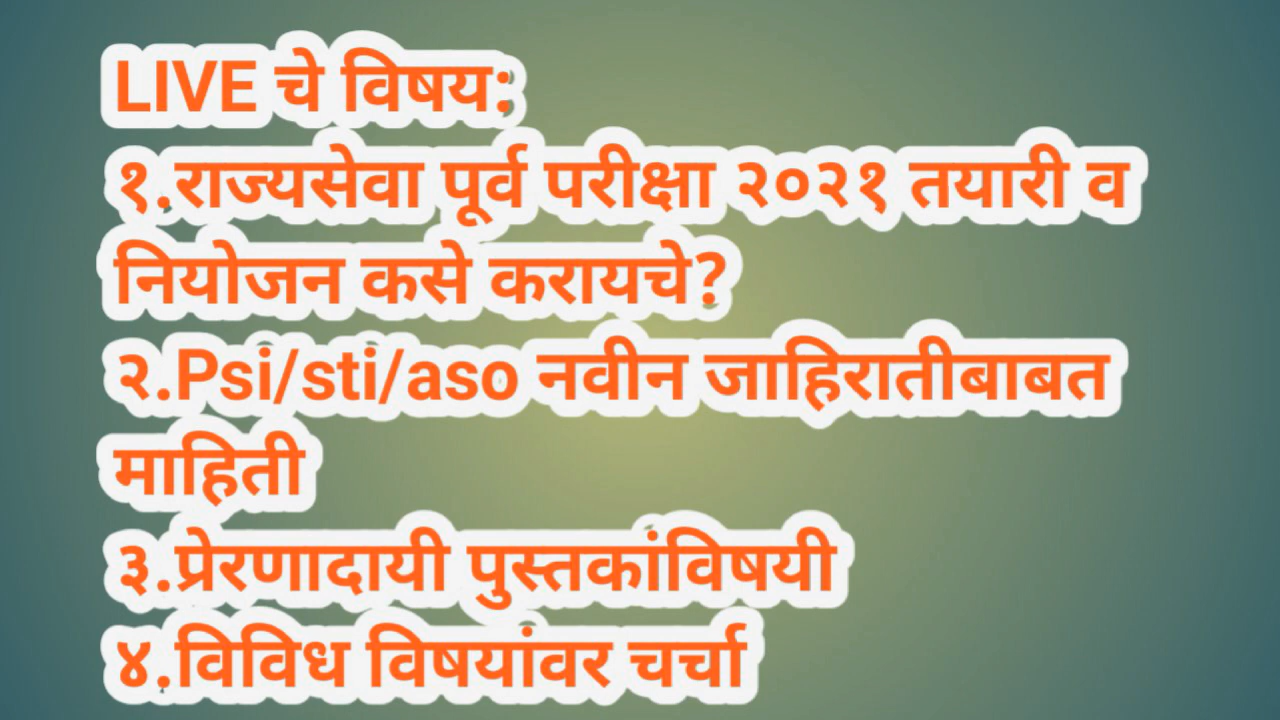 LIVE चे विषय:
१.राज्यसेवा पूर्व परीक्षा २०२१ तयारी व
नियोजन कसे करायचे?
२.Psi/sti/aso नवीन जाहिरातीबाबत
माहिती
३.प्रेरणादायी पुस्तकांविषयी
४.विविध विषयांवर चर्चा